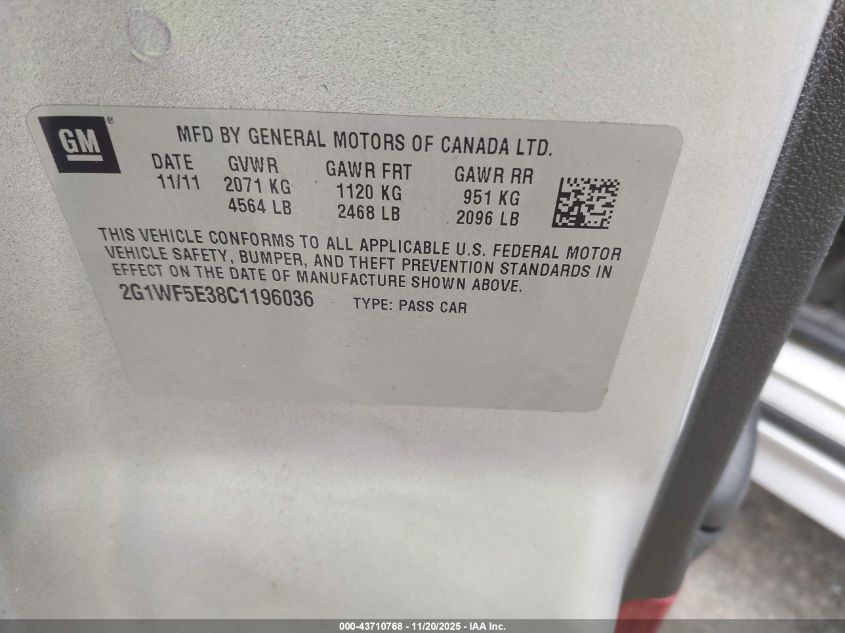 GM ®
MFD BY GENERAL MOTORS OF CANADA LTD.
DATE GVWR GAWR FRT GAWR RR
11/11 2071 KG 1120 KG 951 KG
4564 LB 2468 LB 2096 LB
THIS VEHICLE CONFORMS TO ALL APPLICABLE U.S. FEDERAL MOTOR
VEHICLE SAFETY, BUMPER, AND THEFT PREVENTION STANDARDS IN
EFFECT ON THE DATE OF MANUFACTURE SHOWN ABOVE.
2G1WF5E38C1196036 TYPE: PASS CAR
000-43710768 - 11/20/2025 - IAA Inc.